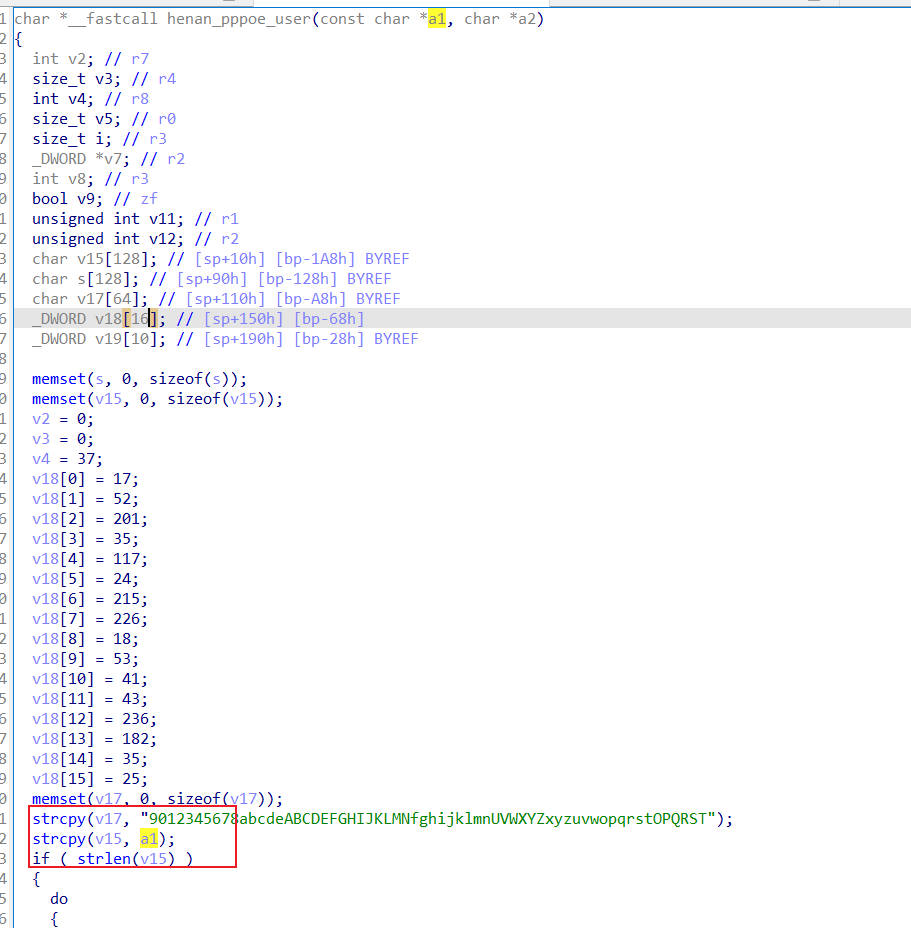 1 char *__fastcall henan_pppoe_user(const char *a1, char *a2)
2 {
3 int v2; // r7
4 size_t v3; // r4
5 int v4; // r8
6 size_t v5; // r0
7 size_t i; // r3
8 _DWORD *v7; // r2
9 int v8; // r3
0 bool v9; // zf
1 unsigned int v11; // r1
2 unsigned int v12; // r2
3 char v15[128]; // [sp+10h] [bp-1A8h] BYREF
4 char s[128]; // [sp+90h] [bp-128h] BYREF
5 char v17[64]; // [sp+110h] [bp-A8h] BYREF
6 _DWORD v18[16]; // [sp+150h] [bp-68h]
7 _DWORD v19[10]; // [sp+190h] [bp-28h] BYREF
8
9 memset(s, 0, sizeof(s));
0 memset(v15, 0, sizeof(v15));
1 v2 = 0;
2 v3 = 0;
3 v4 = 37;
4 v18[0] = 17;
5 v18[1] = 52;
6 v18[2] = 201;
7 v18[3] = 35;
8 v18[4] = 117;
9 v18[5] = 24;
0 v18[6] = 215;
1 v18[7] = 226;
2 v18[8] = 18;
3 v18[9] = 53;
4 v18[10] = 41;
5 v18[11] = 43;
6 v18[12] = 236;
7 v18[13] = 182;
8 v18[14] = 35;
9 v18[15] = 25;
0 memset(v17, 0, sizeof(v17));
1 strcpy(v17, "9012345678abcdeABCDEFGHIJKLMNfghijklmnUVWXYZxyzuvwopqrstOPQRST");
2 strcpy(v15, a1);
3 if ( strlen(v15) )
4 {
5 do
6 {